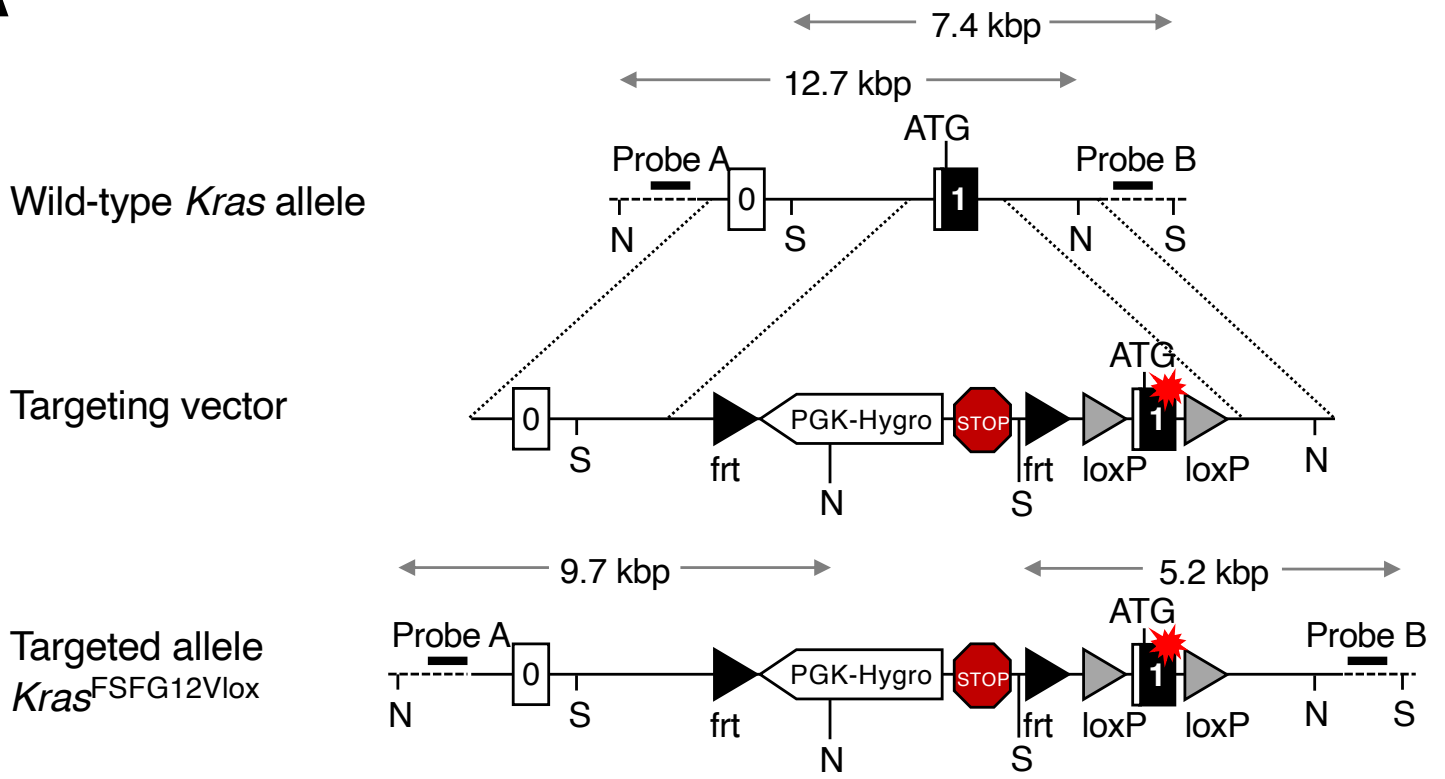 A
7.4 kbp
12.7 kbp
ATG
Probe A
Probe B
Wild-type Kras allele
0
1
N
S
N
S
ATG
Targeting vector
0
PGK-Hygro
STOP
1
S
frt
N
S
frt
loxP
loxP
N
9.7 kbp
5.2 kbp
ATG
Probe A
Probe B
Targeted allele
KrasFSFG12Vlox
0
PGK-Hygro
STOP
1
N
S
frt
N
S
frt
loxP
loxP
N
S